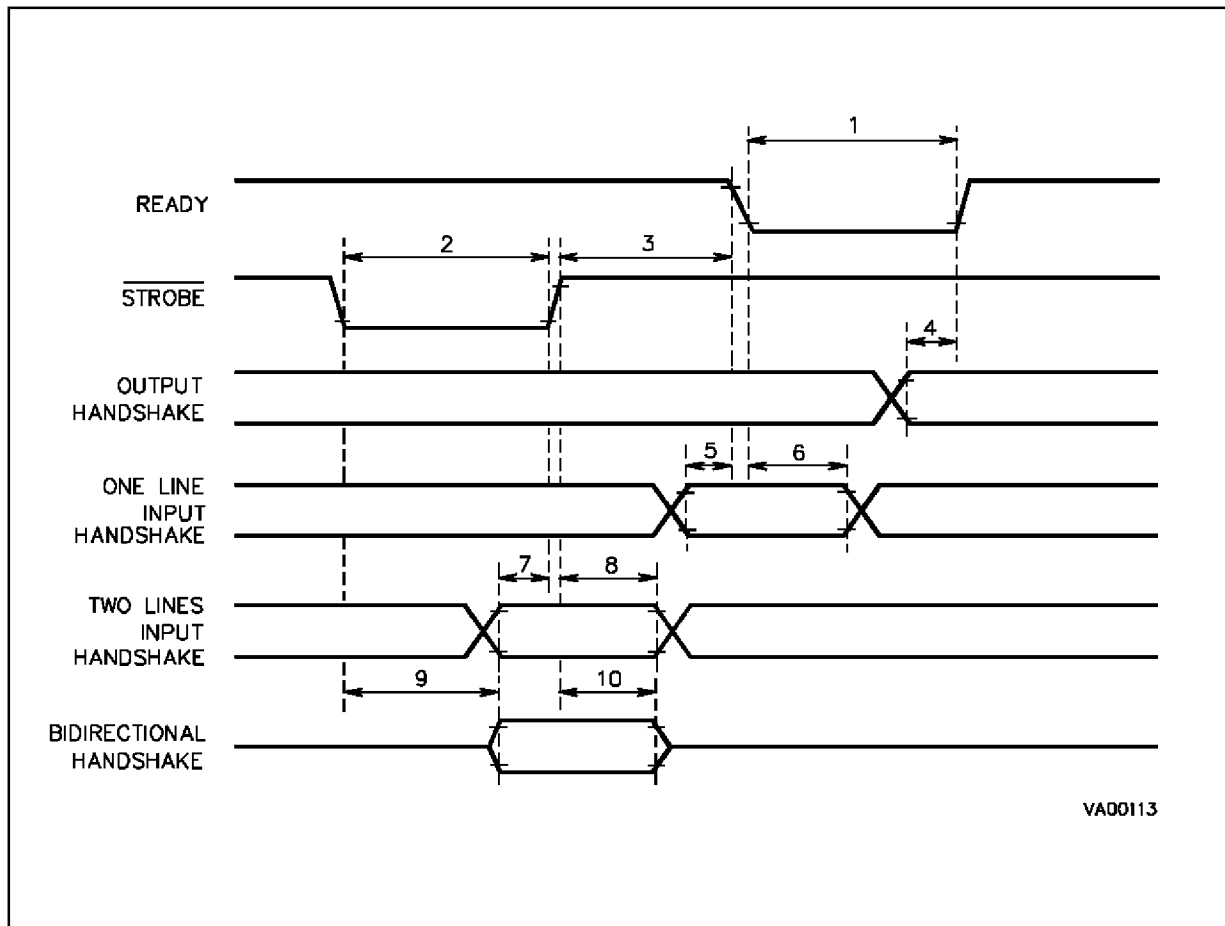 1
READY
2
3
STROBE
4
OUTPUT
HANDSHAKE
5
6
ONE LINE
INPUT
HANDSHAKE
7
8
TWO LINES
INPUT
HANDSHAKE
9
10
BIDIRECTIONAL
HANDSHAKE
VA00113